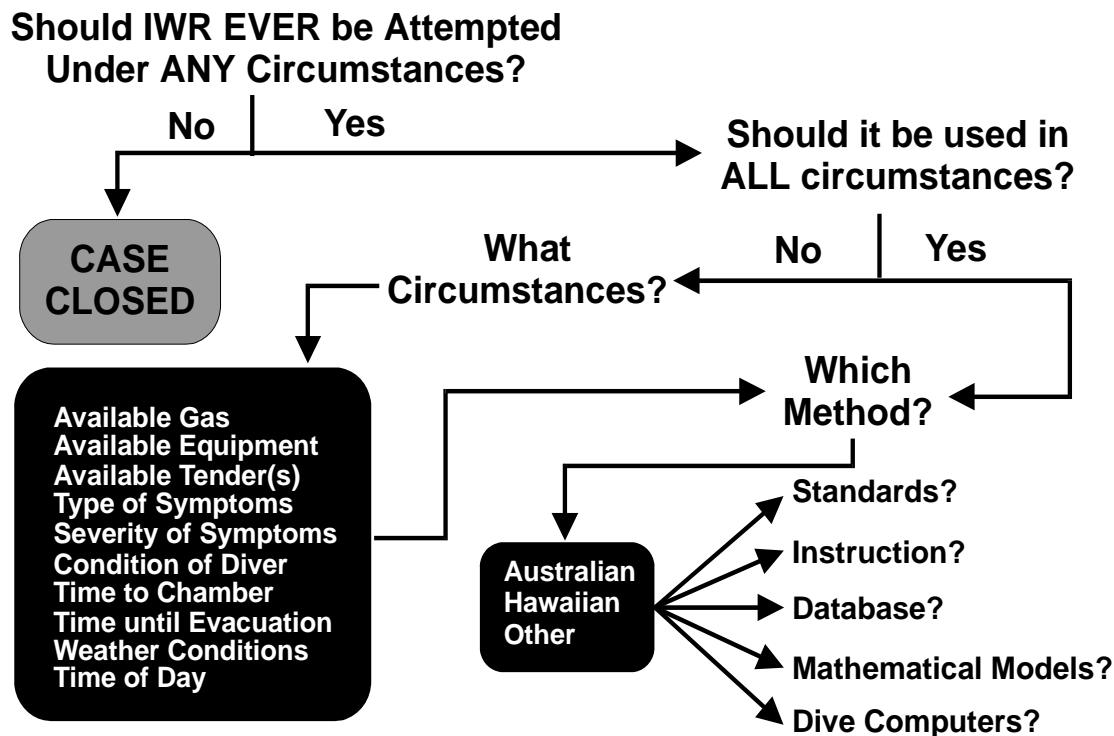 Should IWR EVER be Attempted
Under ANY Circumstances?
No
Yes
Should it be used in
ALL circumstances?
CASE
CLOSED
What
Circumstances?
No
Yes
Available Gas
Available Equipment
Available Tender(s)
Type of Symptoms
Severity of Symptoms
Condition of Diver
Time to Chamber
Time until Evacuation
Weather Conditions
Time of Day
Which
Method?
Australian
Hawaiian
Other
Standards?
Instruction?
Database?
Mathematical Models?
Dive Computers?